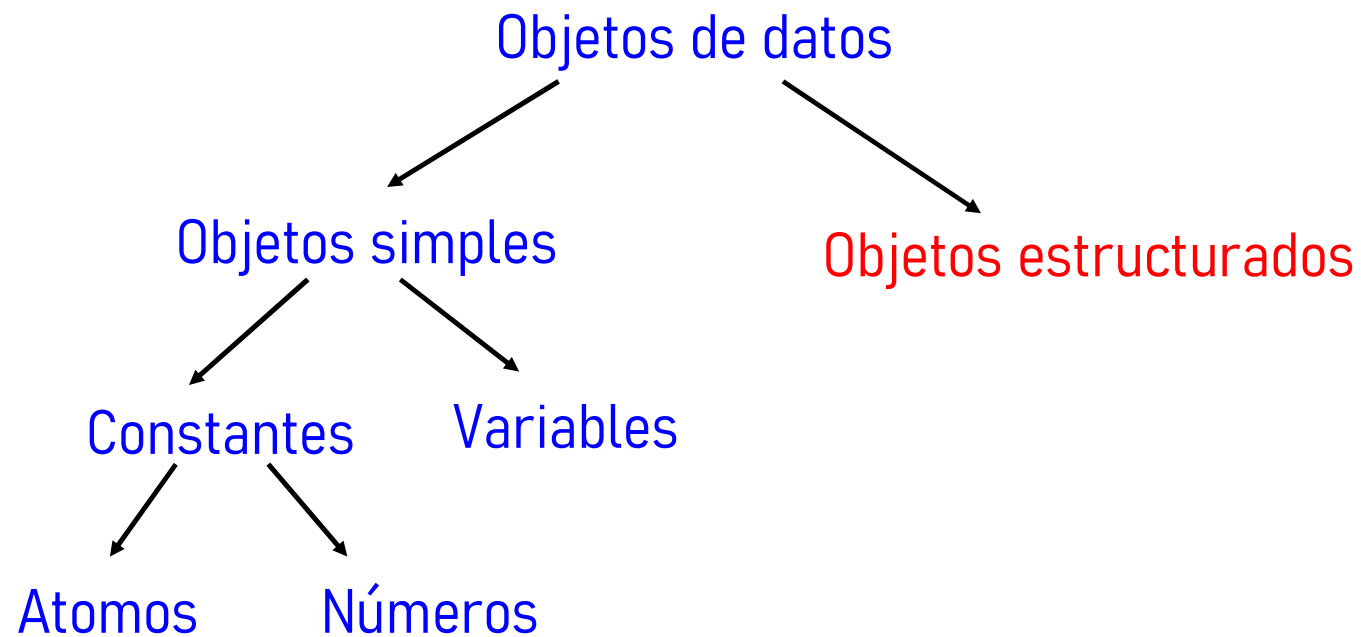 Objetos de datos
Objetos simples
Objetos estructurados
Constantes
Variables
Atomos
Números